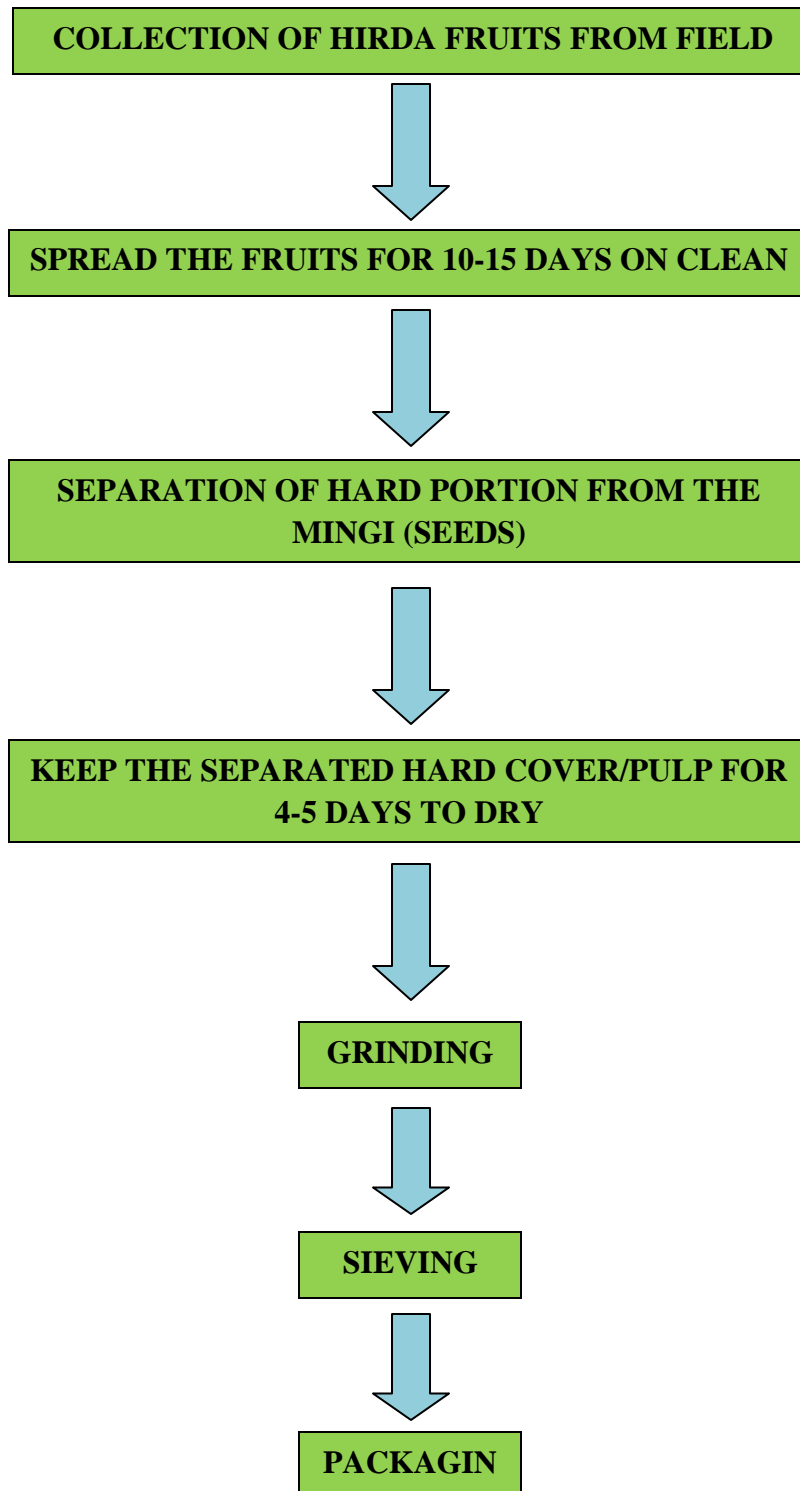 COLLECTION OF HIRDA FRUITS FROM FIELD
SPREAD THE FRUITS FOR 10-15 DAYS ON CLEAN
SEPARATION OF HARD PORTION FROM THE
MINGI (SEEDS)
KEEP THE SEPARATED HARD COVER/PULP FOR
4-5 DAYS TO DRY
GRINDING
SIEVING
PACKAGIN